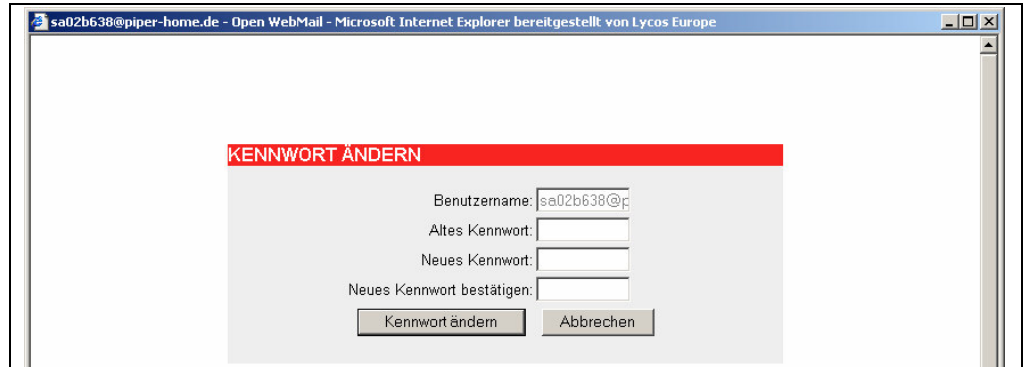 sa02b638@piper-home.de - Open WebMail - Microsoft Internet Explorer bereitgestellt von Lycos Europe
KENNWORT ÄNDERN
Benutzername: sa02b638@p
Altes Kennwort:
Neues Kennwort:
Neues Kennwort bestätigen:
Kennwort ändern Abbrechen